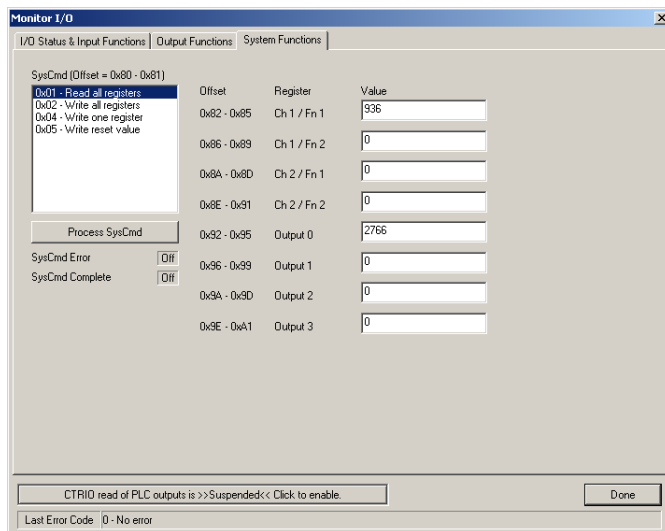 Monitor I/O
I/O Status & Input Functions
Output Functions
System Functions
SysCmd (Offset = 0x80 - 0x81)
0x01 - Read all registers
0x02 - Write all registers
0x04 - Write one register
0x05 - Write reset value
Process SysCmd
SysCmd Error Off
SysCmd Complete Off
Offset Register Value
0x82 - 0x85 Ch 1 / Fn 1 936
0x86 - 0x89 Ch 1 / Fn 2 0
0x8A - 0x8D Ch 2 / Fn 1 0
0x8E - 0x91 Ch 2 / Fn 2 0
0x92 - 0x95 Output 0 2766
0x96 - 0x99 Output 1 0
0x9A - 0x9D Output 2 0
0x9E - 0xA1 Output 3 0
CTRIO read of PLC outputs is >>Suspended<< Click to enable.
Done
Last Error Code 0 - No error